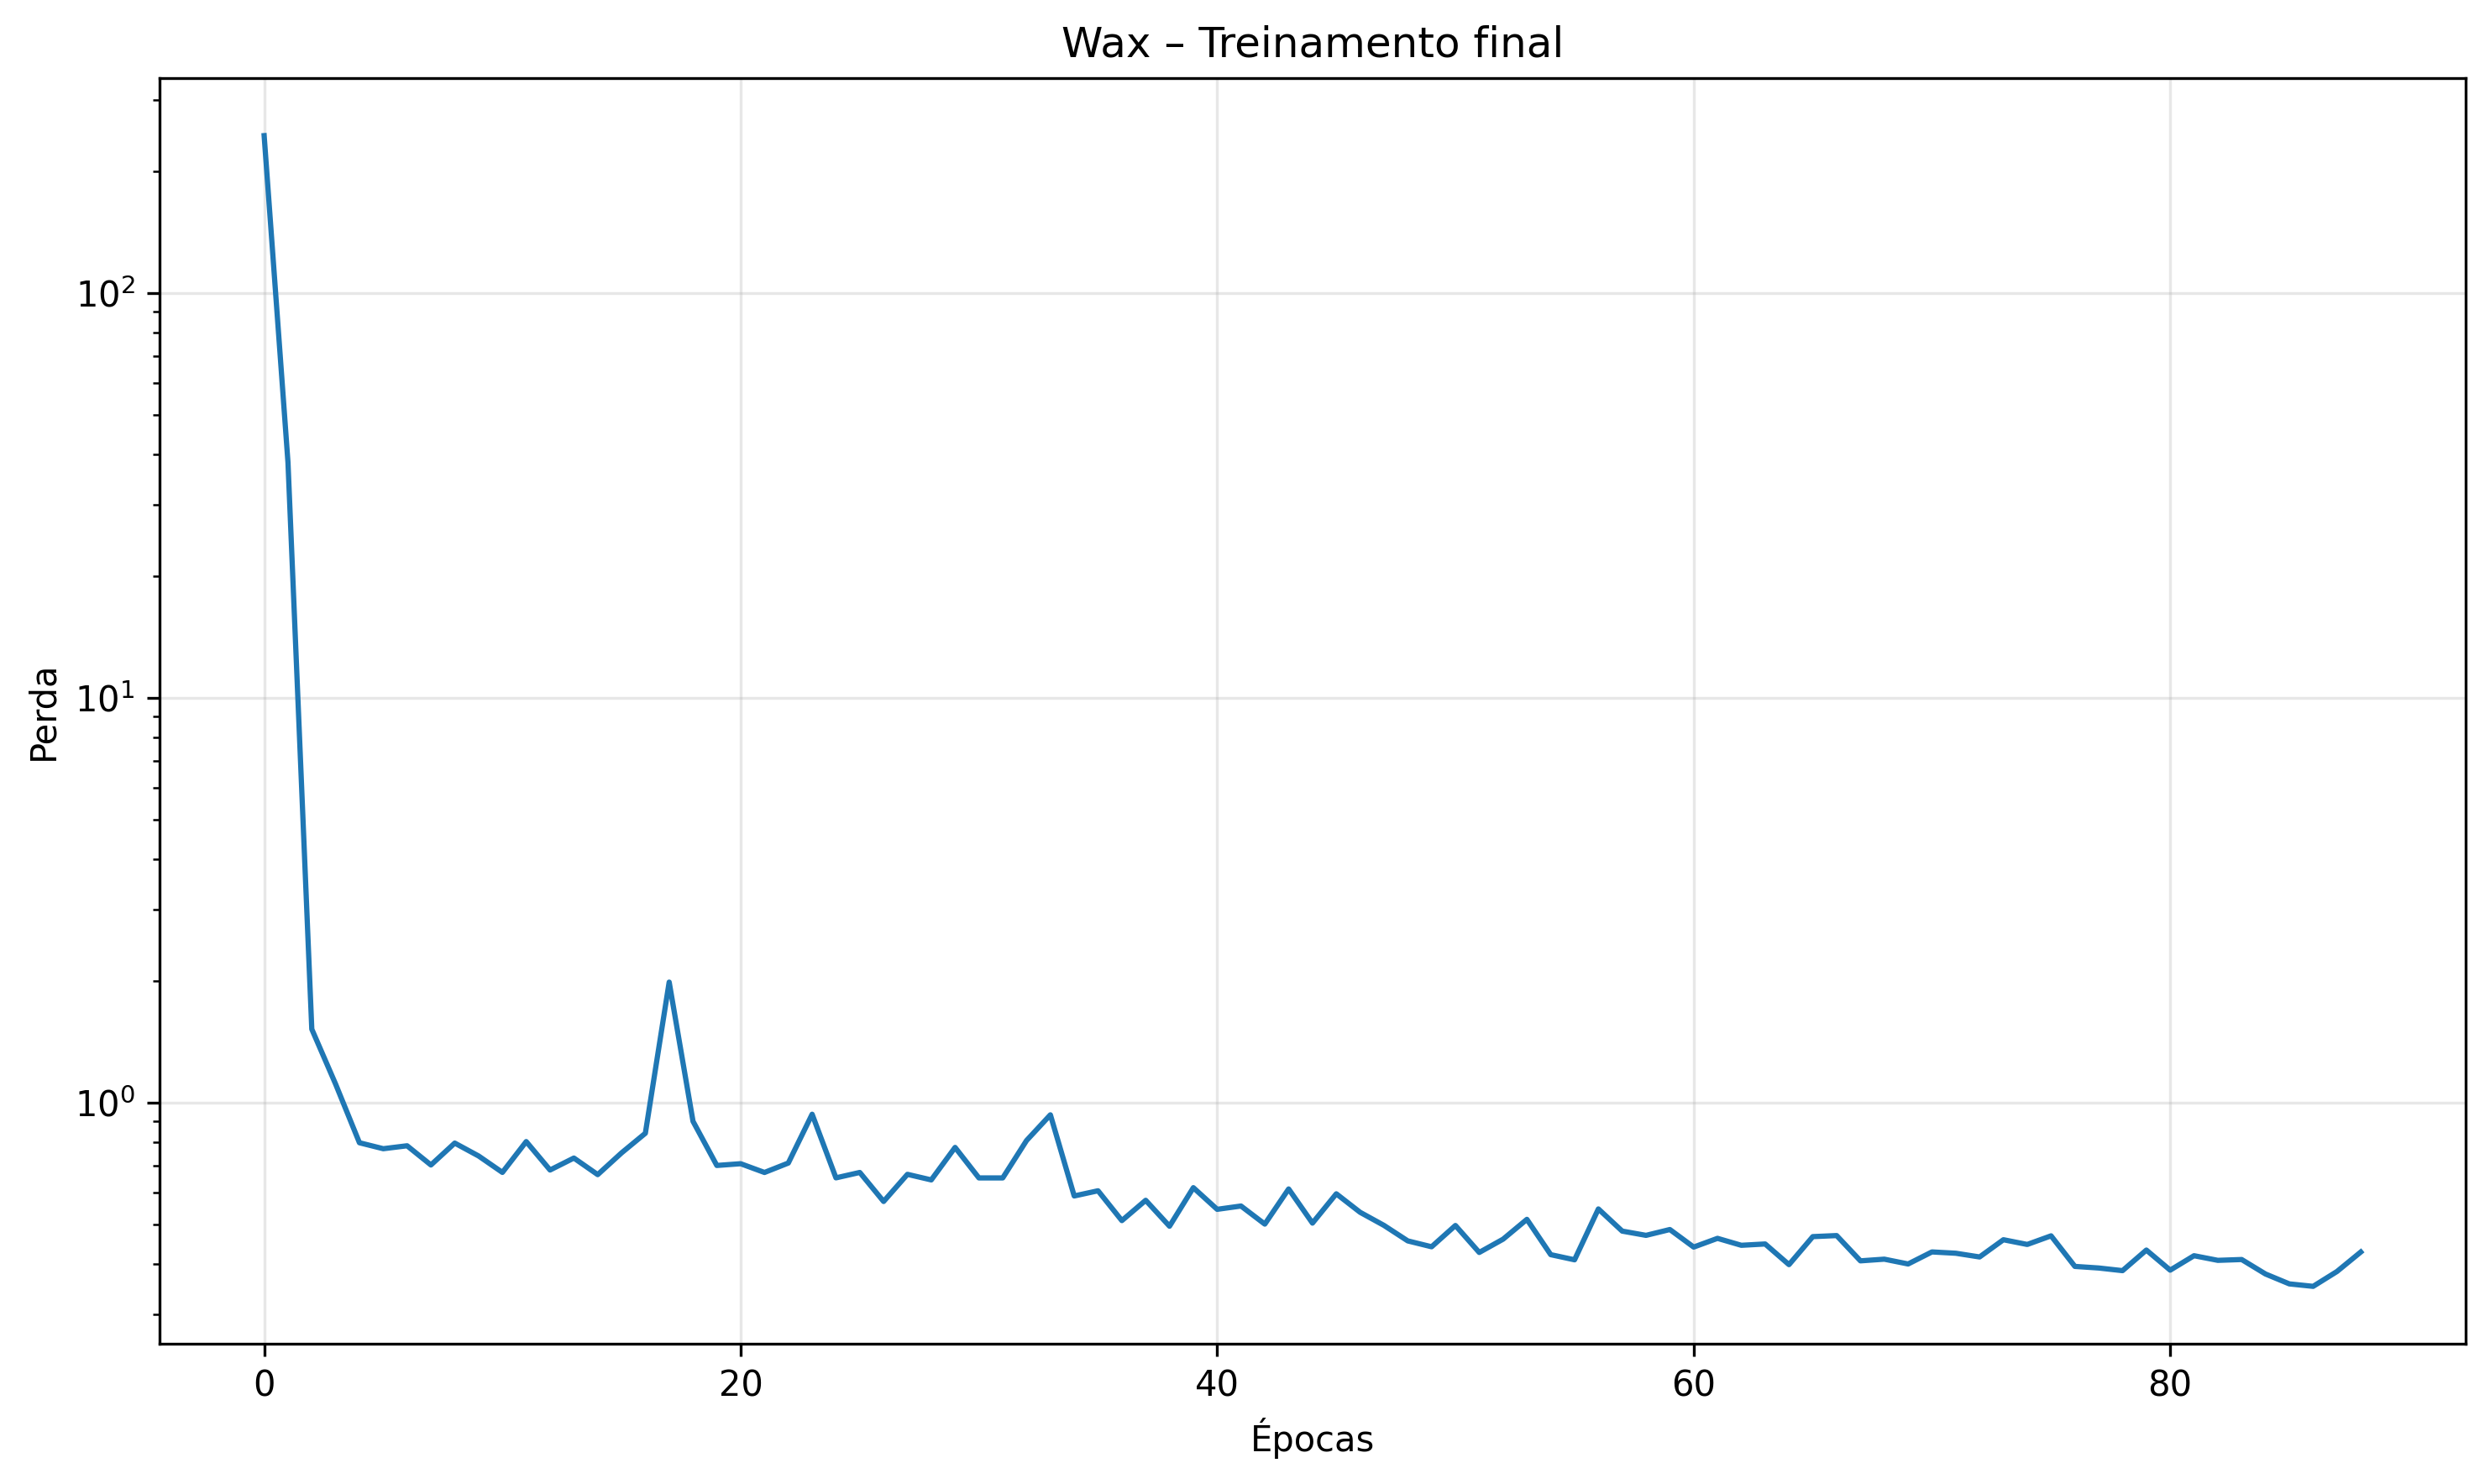 Wax – Treinamento final
Perda
10²
10¹
10⁰
0 20 40 60 80
Épocas